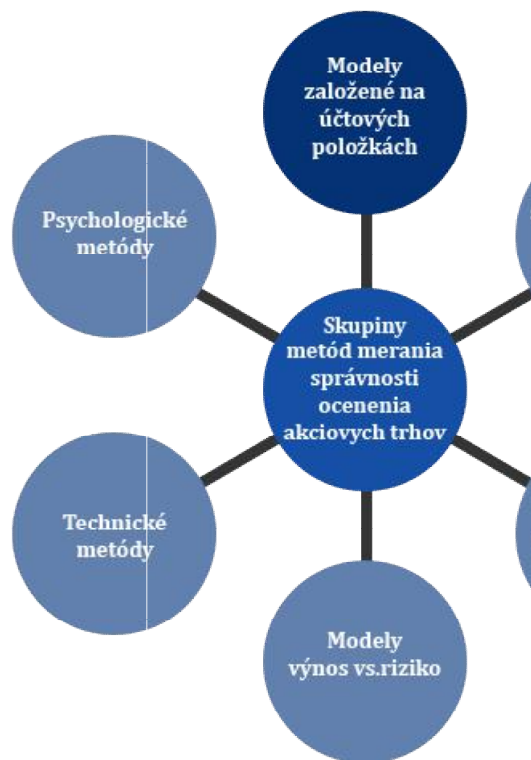 Modely
založené na
účtových
položkách
Psychologické
metódy
Skupiny
metód merania
správnosti
ocenenia
akciovych trhov
Technické
metódy
Modely
výnos vs.riziko